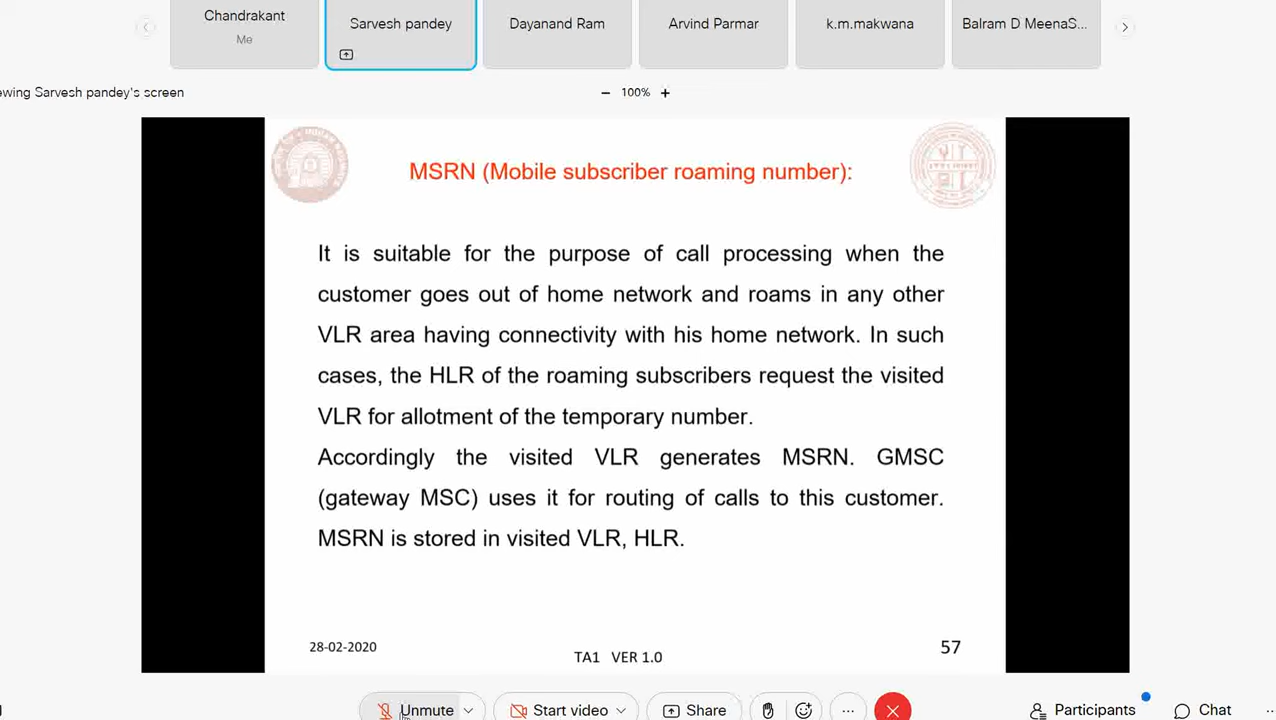 Chandrakant
Me
Sarvesh pandey
Dayanand Ram
Arvind Parmar
k.m.makwana
Balram D MeenaS...
ewing Sarvesh pandey's screen
100%
MSRN (Mobile subscriber roaming number):
It is suitable for the purpose of call processing when the
customer goes out of home network and roams in any other
VLR area having connectivity with his home network. In such
cases, the HLR of the roaming subscribers request the visited
VLR for allotment of the temporary number.
Accordingly the visited VLR generates MSRN. GMSC
(gateway MSC) uses it for routing of calls to this customer.
MSRN is stored in visited VLR, HLR.
28-02-2020
TA1 VER 1.0
57
Unmute
Start video
Share
...
Participants
Chat